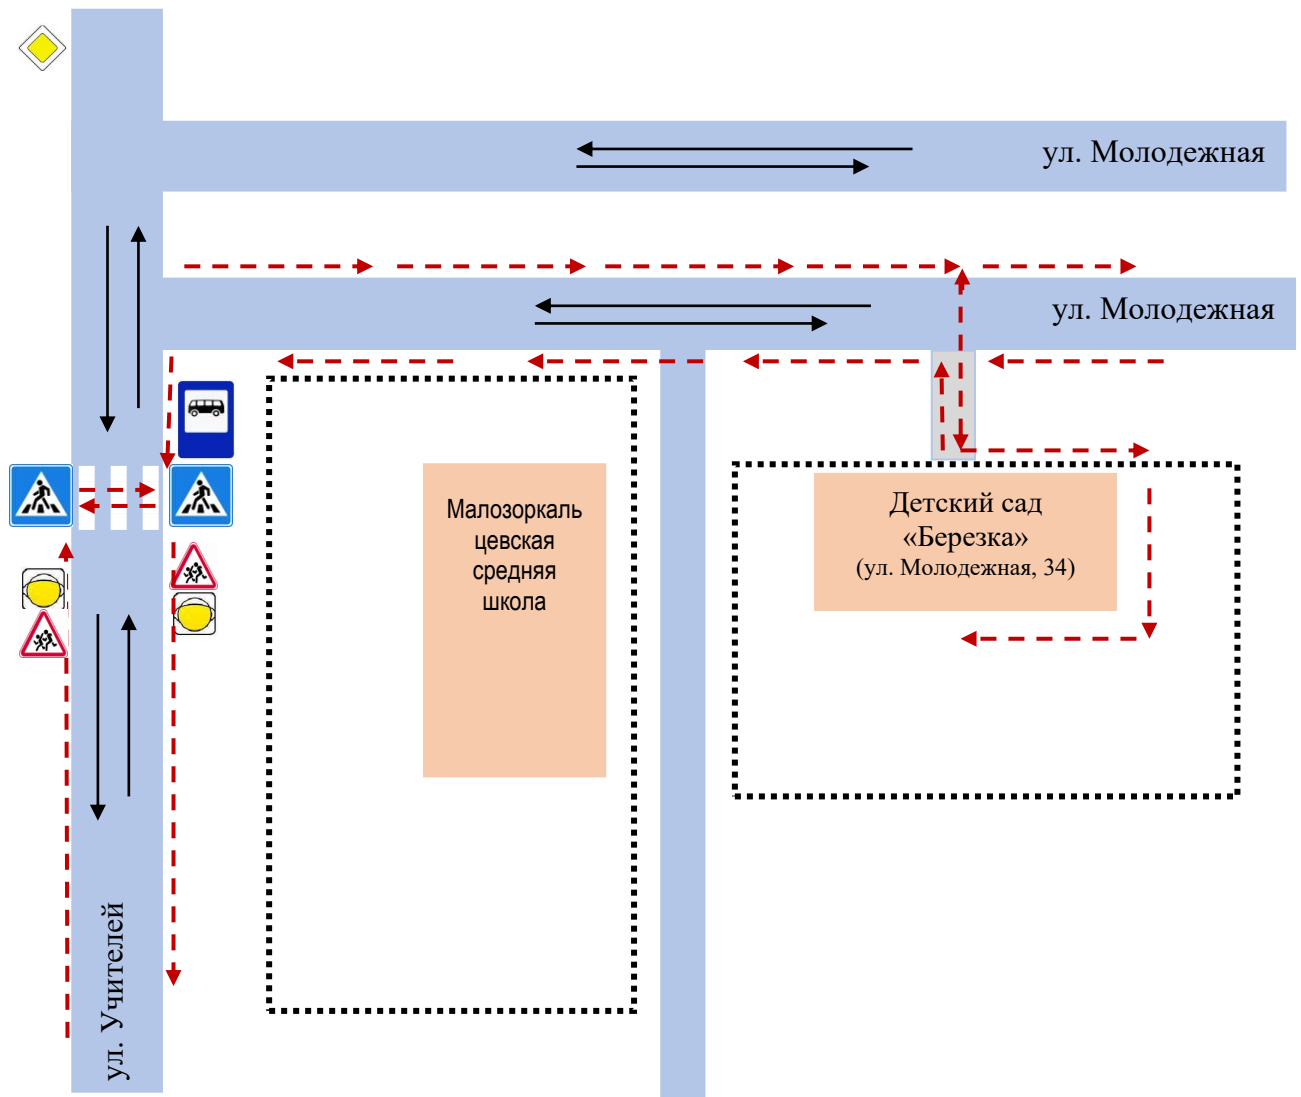 ул. Молодежная
ул. Молодежная
Малозоркаль
цевская
средняя
школа
Детский сад
«Березка»
(ул. Молодежная, 34)
ул. Учителей